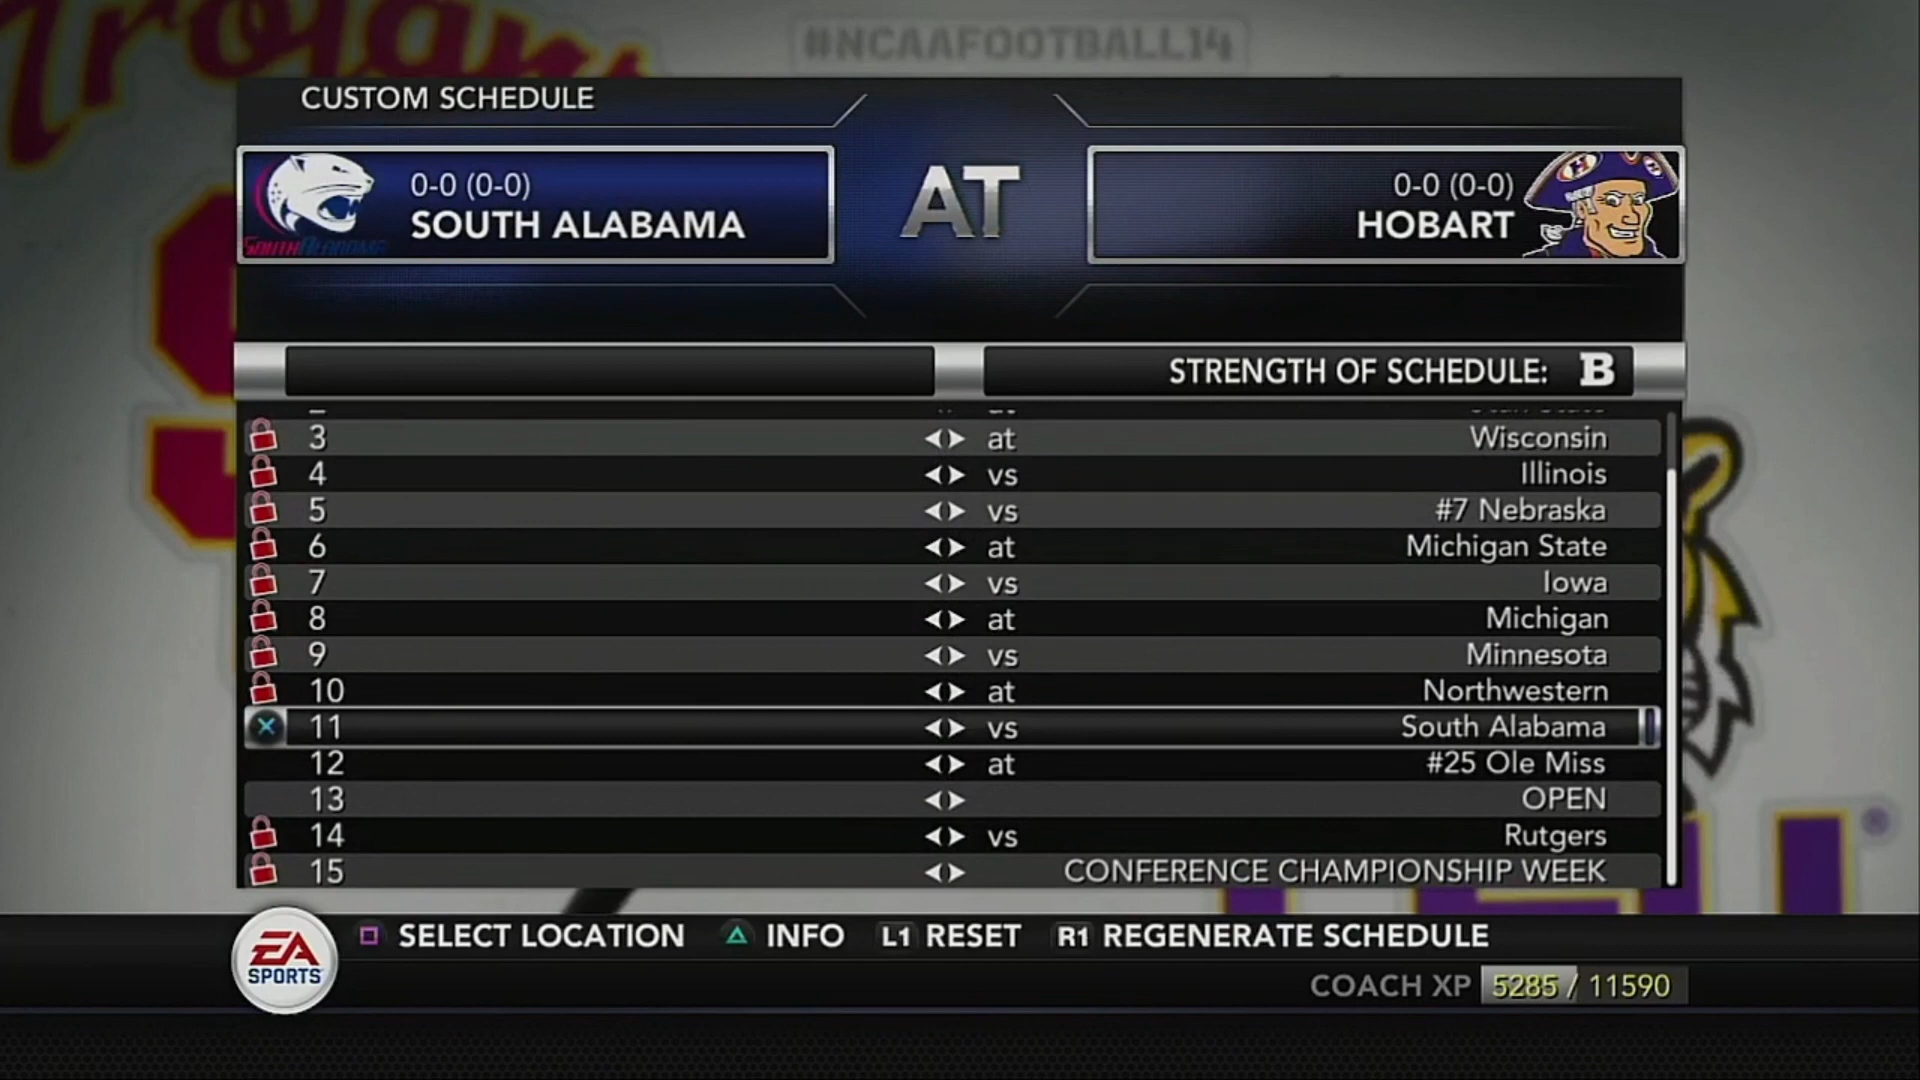 Trojans
#NCAAFOOTBALL14
CUSTOM SCHEDULE
0-0 (0-0)
SOUTH ALABAMA
SOUTH ALABAMA
AT
0-0 (0-0)
HOBART
H
STRENGTH OF SCHEDULE: B
3 at Wisconsin
4 vs Illinois
5 vs #7 Nebraska
6 at Michigan State
7 vs Iowa
8 at Michigan
9 vs Minnesota
10 at Northwestern
11 vs South Alabama
12 at #25 Ole Miss
13 OPEN
14 vs Rutgers
15 CONFERENCE CHAMPIONSHIP WEEK
EA SPORTS
SELECT LOCATION INFO L1 RESET R1 REGENERATE SCHEDULE
COACH XP 5285 / 11590